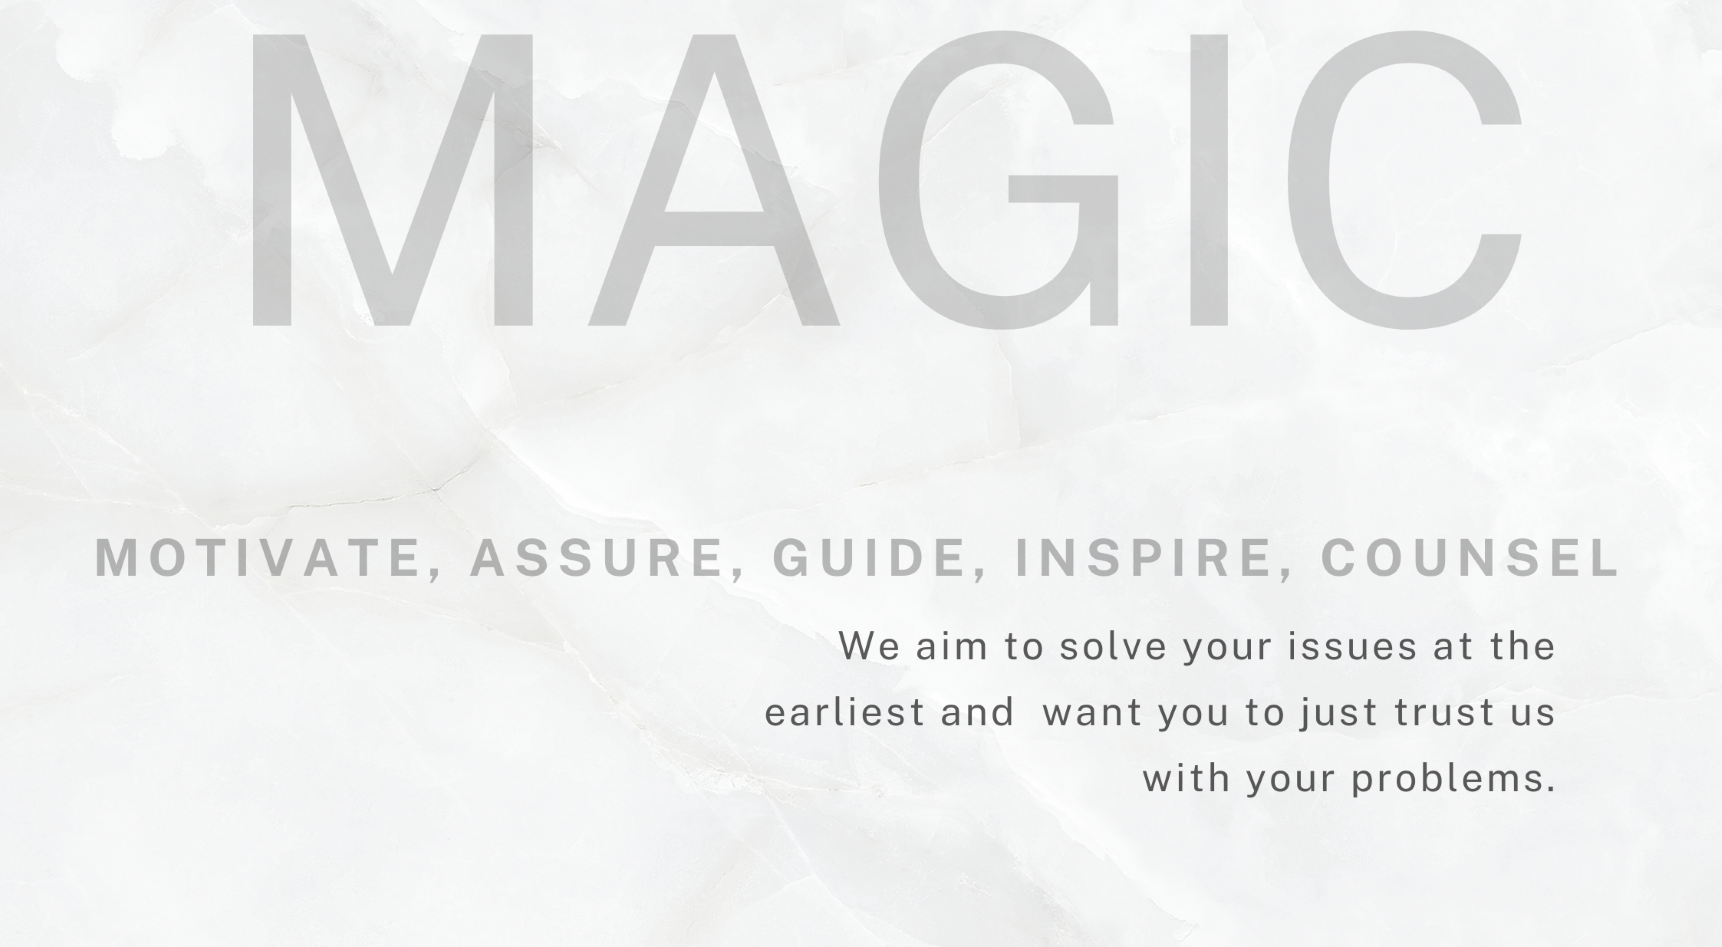 MAGIC
MOTIVATE, ASSURE, GUIDE, INSPIRE, COUNSEL
We aim to solve your issues at the
earliest and  want you to just trust us
with your problems.